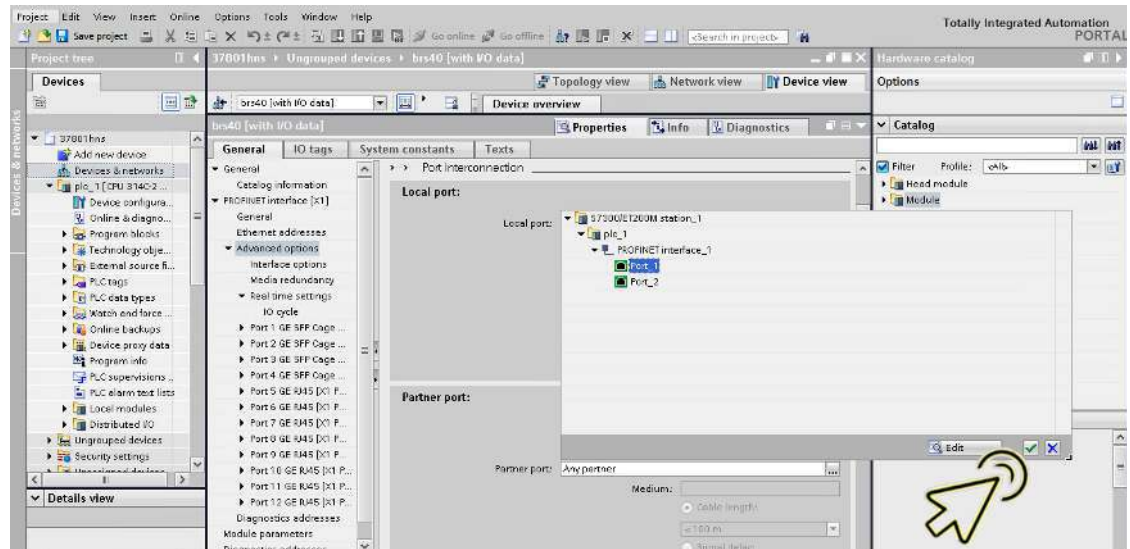 Project Edit View Insert Online Options Tools Window Help
Totally Integrated Automation
PORTAL
Save project
Go online Go offline
<Search in project>
Project tree
37801hns Ungrouped devices brs40 [with I/O data]
Hardware catalog
Devices
Topology view Network view Device view
Options
brs40 [with I/O data]
Device overview
Devices & networks
brs40 [with I/O data]
Properties Info Diagnostics
Catalog
General IO tags System constants Texts
Filter Profile: <All>
Head module
Module
37801hns
Add new device
Devices & networks
plc_1 [CPU 314C-2 ...
Device configura...
Online & diagno...
Program blocks
Technology obje...
External source fi...
PLC tags
PLC data types
Watch and force ...
Online backups
Device proxy data
Program info
PLC supervisions ..
PLC alarm text lists
Local modules
Distributed I/O
Ungrouped devices
Security settings
Details view
General
Catalog information
PROFINET interface [X1]
General
Ethernet addresses
Advanced options
Interface options
Media redundancy
Real time settings
IO cycle
Port 1 GE SFP Cage ...
Port 2 GE SFP Cage ...
Port 3 GE SFP Cage ...
Port 4 GE SFP Cage ...
Port 5 GE RJ45 [X1 P...
Port 6 GE RJ45 [X1 P...
Port 7 GE RJ45 [X1 P...
Port 8 GE RJ45 [X1 P...
Port 9 GE RJ45 [X1 P...
Port 10 GE RJ45 [X1 P...
Port 11 GE RJ45 [X1 P...
Port 12 GE RJ45 [X1 P...
Diagnostics addresses
Module parameters
Diagnostics addresses
Port interconnection
Local port:
Local port:
S7300/ET200M station_1
plc_1
PROFINET interface_1
Port_1
Port_2
Edit
Partner port:
Partner port: Any partner ...
Medium:
Cable length:
<100 m
Signal delay: